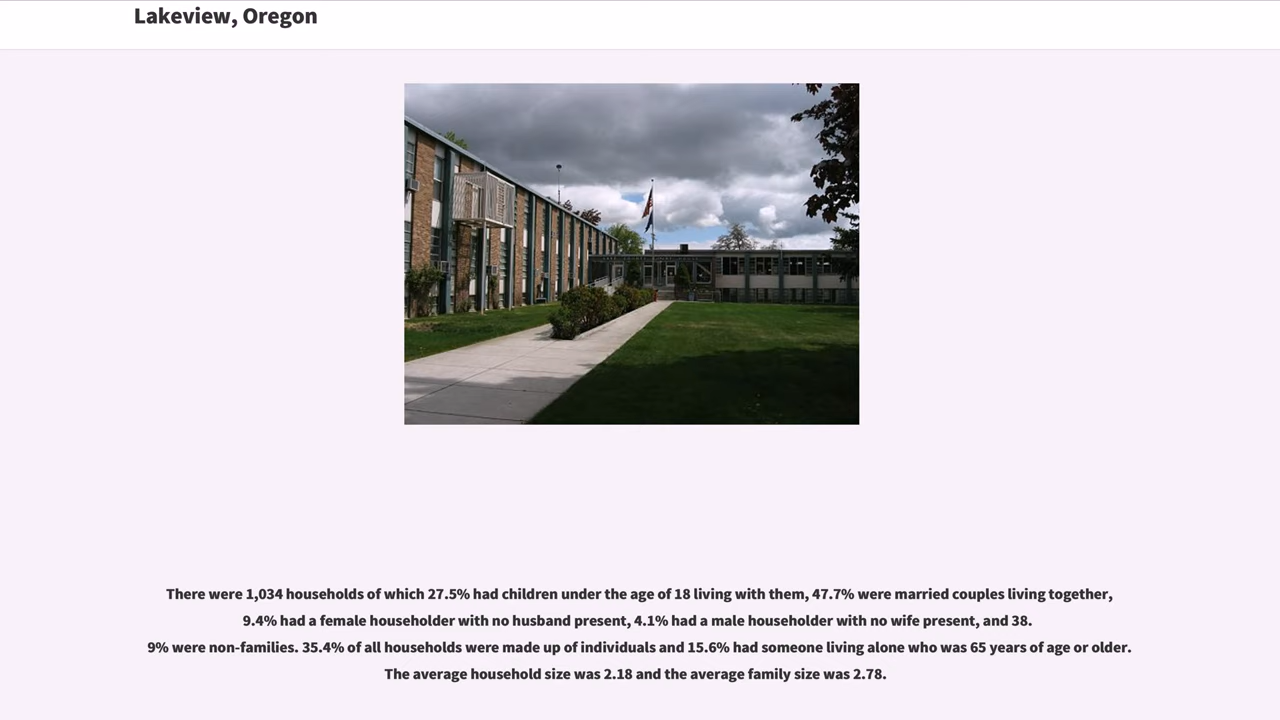 Lakeview, Oregon
There were 1,034 households of which 27.5% had children under the age of 18 living with them, 47.7% were married couples living together,
9.4% had a female householder with no husband present, 4.1% had a male householder with no wife present, and 38.
9% were non-families. 35.4% of all households were made up of individuals and 15.6% had someone living alone who was 65 years of age or older.
The average household size was 2.18 and the average family size was 2.78.